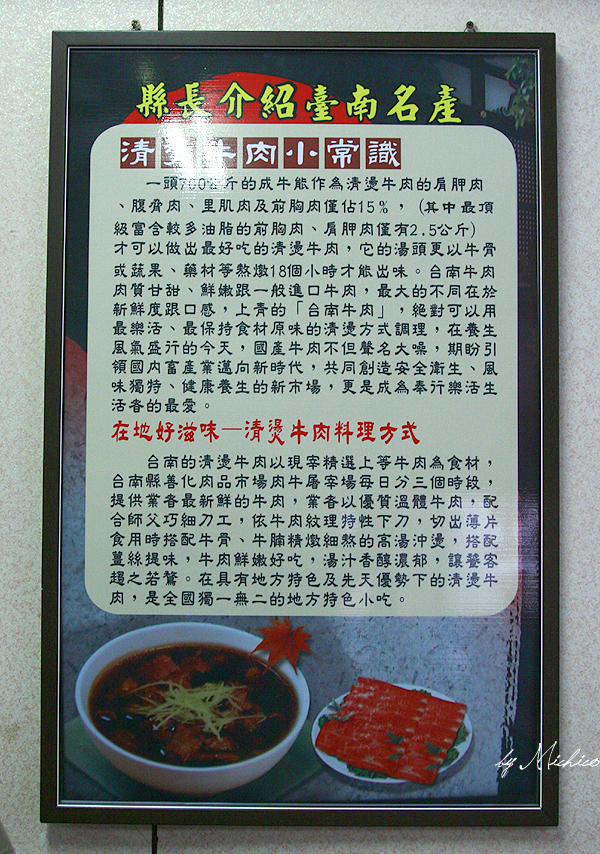 縣長介紹臺南名產
清燙牛肉小常識
一頭700公斤的成牛能作為清燙牛肉的肩胛肉
、腹脅肉、里肌肉及前胸肉僅佔15%，(其中最頂
級富含較多油脂的前胸肉、肩胛肉僅有2.5公斤)
才可以做出最好吃的清燙牛肉，它的湯頭更以牛骨
或蔬果、藥材等熬燉18個小時才能出味。台南牛肉
肉質甘甜、鮮嫩跟一般進口牛肉，最大的不同在於
新鮮度跟口感，上青的「台南牛肉」，絕對可以用
最樂活、最保持食材原味的清燙方式調理，在養生
風氣盛行的今天，國產牛肉不但聲名大噪，期盼引
領國內畜產業邁向新時代，共同創造安全衛生、風
味獨特、健康養生的新市場，更是成為奉行樂活生
活者的最愛。
在地好滋味—清燙牛肉料理方式
台南的清燙牛肉以現宰精選上等牛肉為食材，
台南縣善化肉品市場肉牛屠宰場每日分三個時段，
提供業者最新鮮的牛肉，業者以優質溫體牛肉，配
合師父巧細刀工，依牛肉紋理特性下刀，切出薄片
食用時搭配牛骨、牛腩精燉細熬的高湯沖燙，搭配
薑絲提味，牛肉鮮嫩好吃，湯汁香醇濃郁，讓饕客
趨之若鶩。在具有地方特色及先天優勢下的清燙牛
肉，是全國獨一無二的地方特色小吃。
by Michico